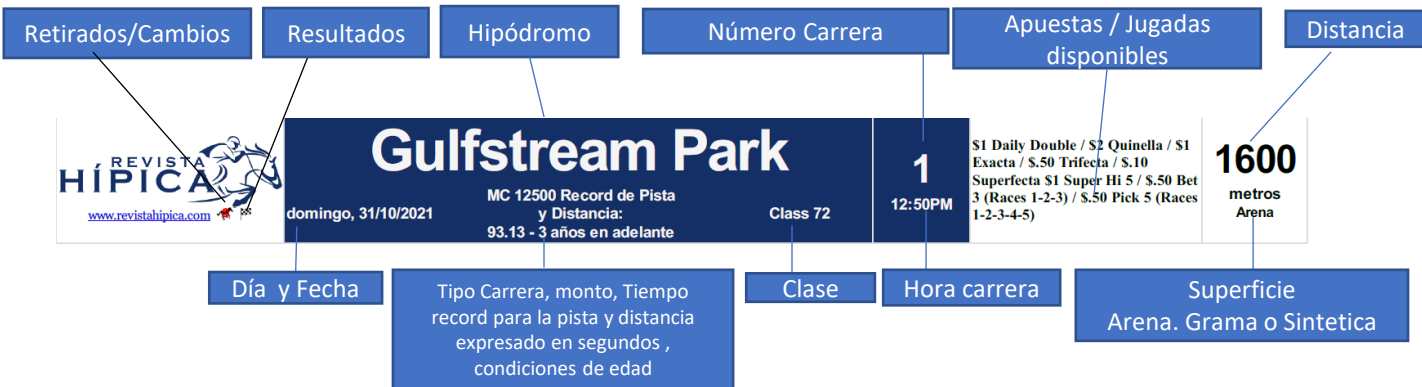 Retirados/Cambios
Resultados
Hipódromo
Número Carrera
Apuestas / Jugadas
disponibles
Distancia
REVISTA
HÍPICA
www.revistahipica.com
Gulfstream Park
domingo, 31/10/2021
MC 12500 Record de Pista
y Distancia:
93.13 - 3 años en adelante
Class 72
1
12:50PM
$1 Daily Double / $2 Quinella / $1
Exacta / $.50 Trifecta / $.10
Superfecta $1 Super Hi 5 / $.50 Bet
3 (Races 1-2-3) / $.50 Pick 5 (Races
1-2-3-4-5)
1600
metros
Arena
Día y Fecha
Tipo Carrera, monto, Tiempo
record para la pista y distancia
expresado en segundos ,
condiciones de edad
Clase
Hora carrera
Superficie
Arena. Grama o Sintetica